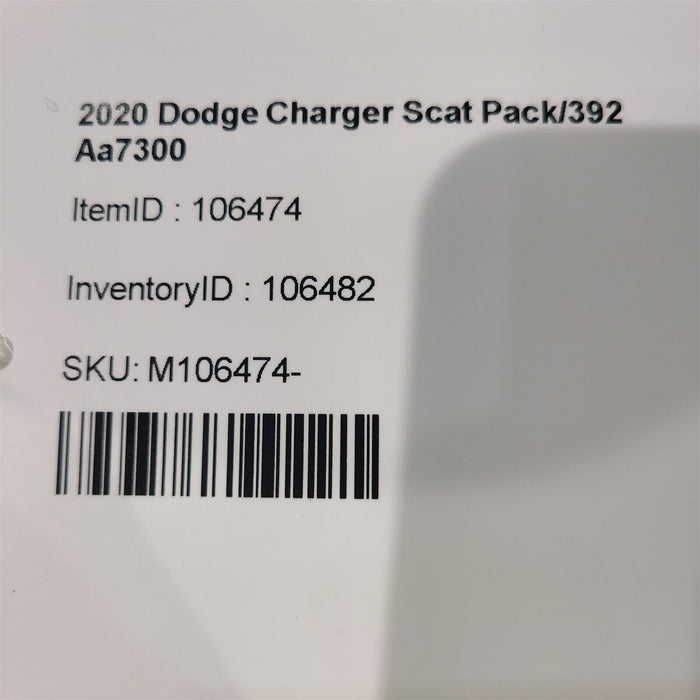 2020 Dodge Charger Scat Pack/392
Aa7300
ItemID : 106474
InventoryID : 106482
SKU: M106474-